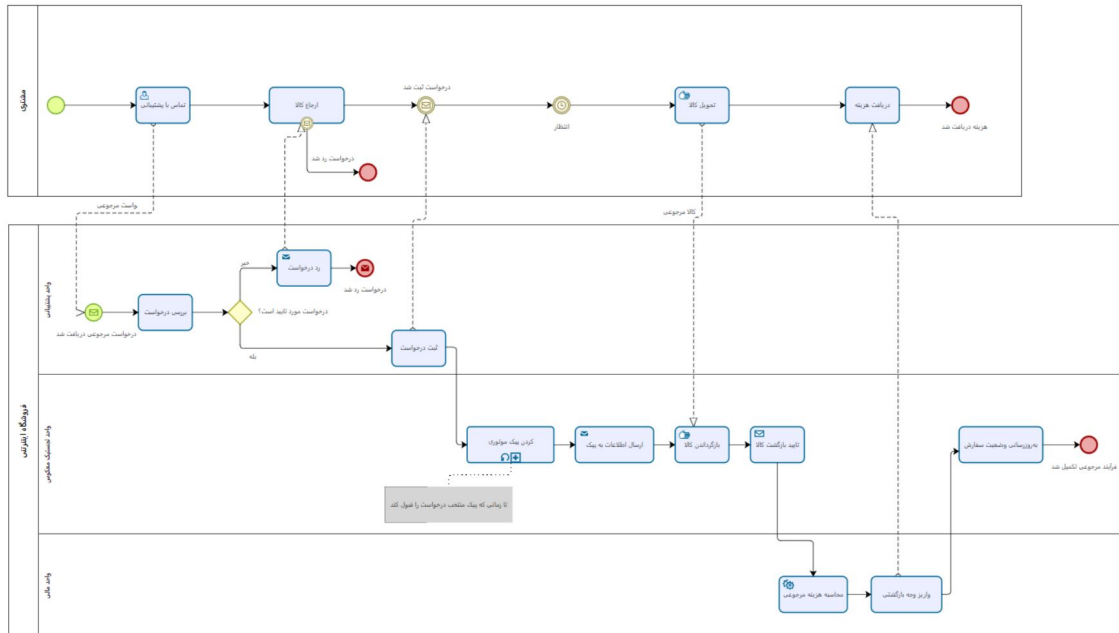 مشتری
تماس با پشتیبانی
ارجاع کالا
درخواست ثبت شد
انتظار
تحویل کالا
دریافت هزینه
هزینه دریافت شد
درخواست رد شد
واست مرجوعی
کالا مرجوعی
فروشگاه اینترنتی
واحد پشتیبانی
درخواست مرجوعی دریافت شد
بررسی درخواست
درخواست مورد تایید است؟
خیر
بله
رد درخواست
درخواست رد شد
ثبت درخواست
واحد لجستیک معکوس
کردن پیک موتوری
ارسال اطلاعات به پیک
بازگرداندن کالا
تایید بازگشت کالا
به‌روزرسانی وضعیت سفارش
فرآیند مرجوعی تکمیل شد
تا زمانی که پیک منتخب درخواست را قبول کند
واحد مالی
محاسبه هزینه مرجوعی
واریز وجه بازگشتی